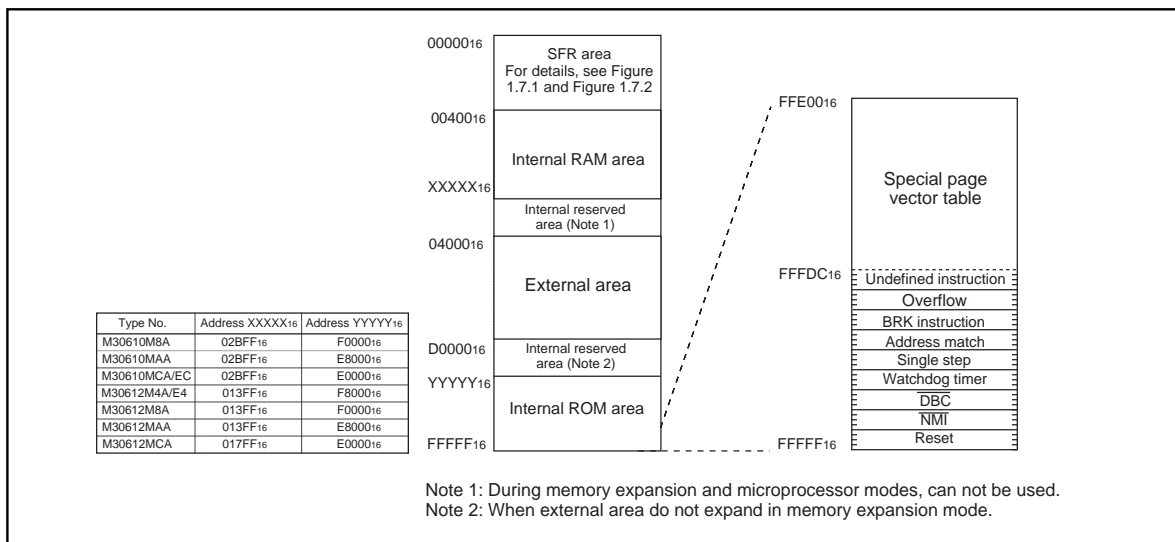 0000016
SFR area
For details, see Figure
1.7.1 and Figure 1.7.2
0040016
Internal RAM area
XXXXX16
Internal reserved
area (Note 1)
0400016
External area
D000016
Internal reserved
area (Note 2)
YYYYY16
Internal ROM area
FFFFF16
FFE0016
Special page
vector table
FFFDC16
Undefined instruction
Overflow
BRK instruction
Address match
Single step
Watchdog timer
DBC
NMI
Reset
FFFFF16
Type No. Address XXXXX16 Address YYYYY16
M30610M8A 02BFF16 F000016
M30610MAA 02BFF16 E800016
M30610MCA/EC 02BFF16 E000016
M30612M4A/E4 013FF16 F800016
M30612M8A 013FF16 F000016
M30612MAA 013FF16 E800016
M30612MCA 017FF16 E000016
Note 1: During memory expansion and microprocessor modes, can not be used.
Note 2: When external area do not expand in memory expansion mode.